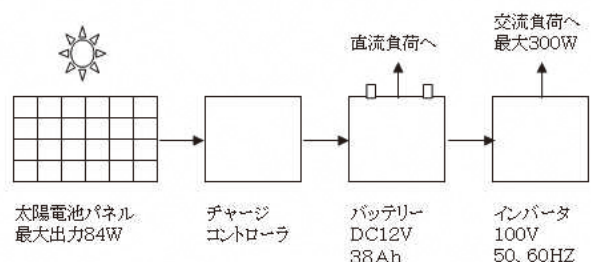 直流負荷へ
交流負荷へ
最大300W
太陽電池パネル
最大出力84W
チャージ
コントローラ
バッテリー
DC12V
38Ah
インバータ
100V
50、60HZ